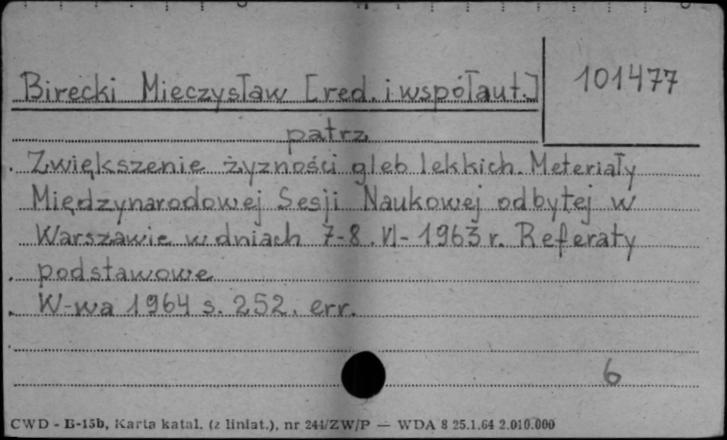 Birecki Mieczysław [red. i współaut.]
101477
patrz
Zwiększenie żyzności gleb lekkich. Meteriały
Międzynarodowej Sesji Naukowej odbytej w
Warszawie w dniach 7-8. VI- 1963 r. Referaty
podstawowe
W-wa 1964 s. 252. err.
6
CWD - B-15b, Karta katal. (z liniat.), nr 244/ZW/P — WDA 8 25.1.64 2.010.000